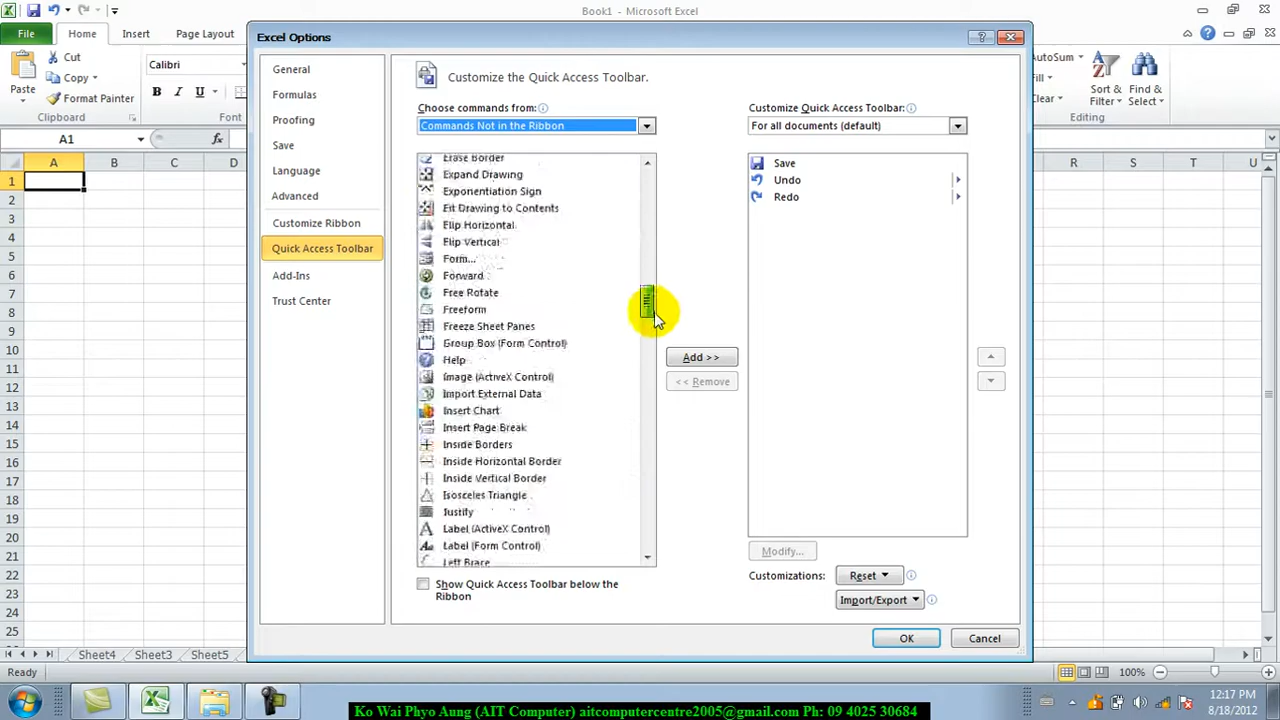 Book1 - Microsoft Excel
File
Home
Insert
Page Layout
Cut
Copy
Paste
Format Painter
Clipboard
Calibri
Font
AutoSum
Fill
Clear
Sort &
Filter
Find &
Select
Editing
A1
A B C D R S T U
1
2
3
4
5
6
7
8
9
10
11
12
13
14
15
16
17
18
19
20
21
22
23
24
25
Excel Options
General
Formulas
Proofing
Save
Language
Advanced
Customize Ribbon
Quick Access Toolbar
Add-Ins
Trust Center
Customize the Quick Access Toolbar.
Choose commands from:
Commands Not in the Ribbon
Erase Border
Expand Drawing
Exponentiation Sign
Fit Drawing to Contents
Flip Horizontal
Flip Vertical
Form...
Forward
Free Rotate
Freeform
Freeze Sheet Panes
Group Box (Form Control)
Help
Image (ActiveX Control)
Import External Data
Insert Chart
Insert Page Break
Inside Borders
Inside Horizontal Border
Inside Vertical Border
Isosceles Triangle
Justify
Label (ActiveX Control)
Label (Form Control)
Left Brace
Show Quick Access Toolbar below the
Ribbon
Add >>
<< Remove
Customize Quick Access Toolbar:
For all documents (default)
Save
Undo
Redo
Modify...
Customizations:
Reset
Import/Export
OK
Cancel
Sheet4
Sheet3
Sheet5
Ready
100%
12:17 PM
8/18/2012
Ko Wai Phyo Aung (AIT Computer) aitcomputercentre2005@gmail.com Ph: 09 4025 30684